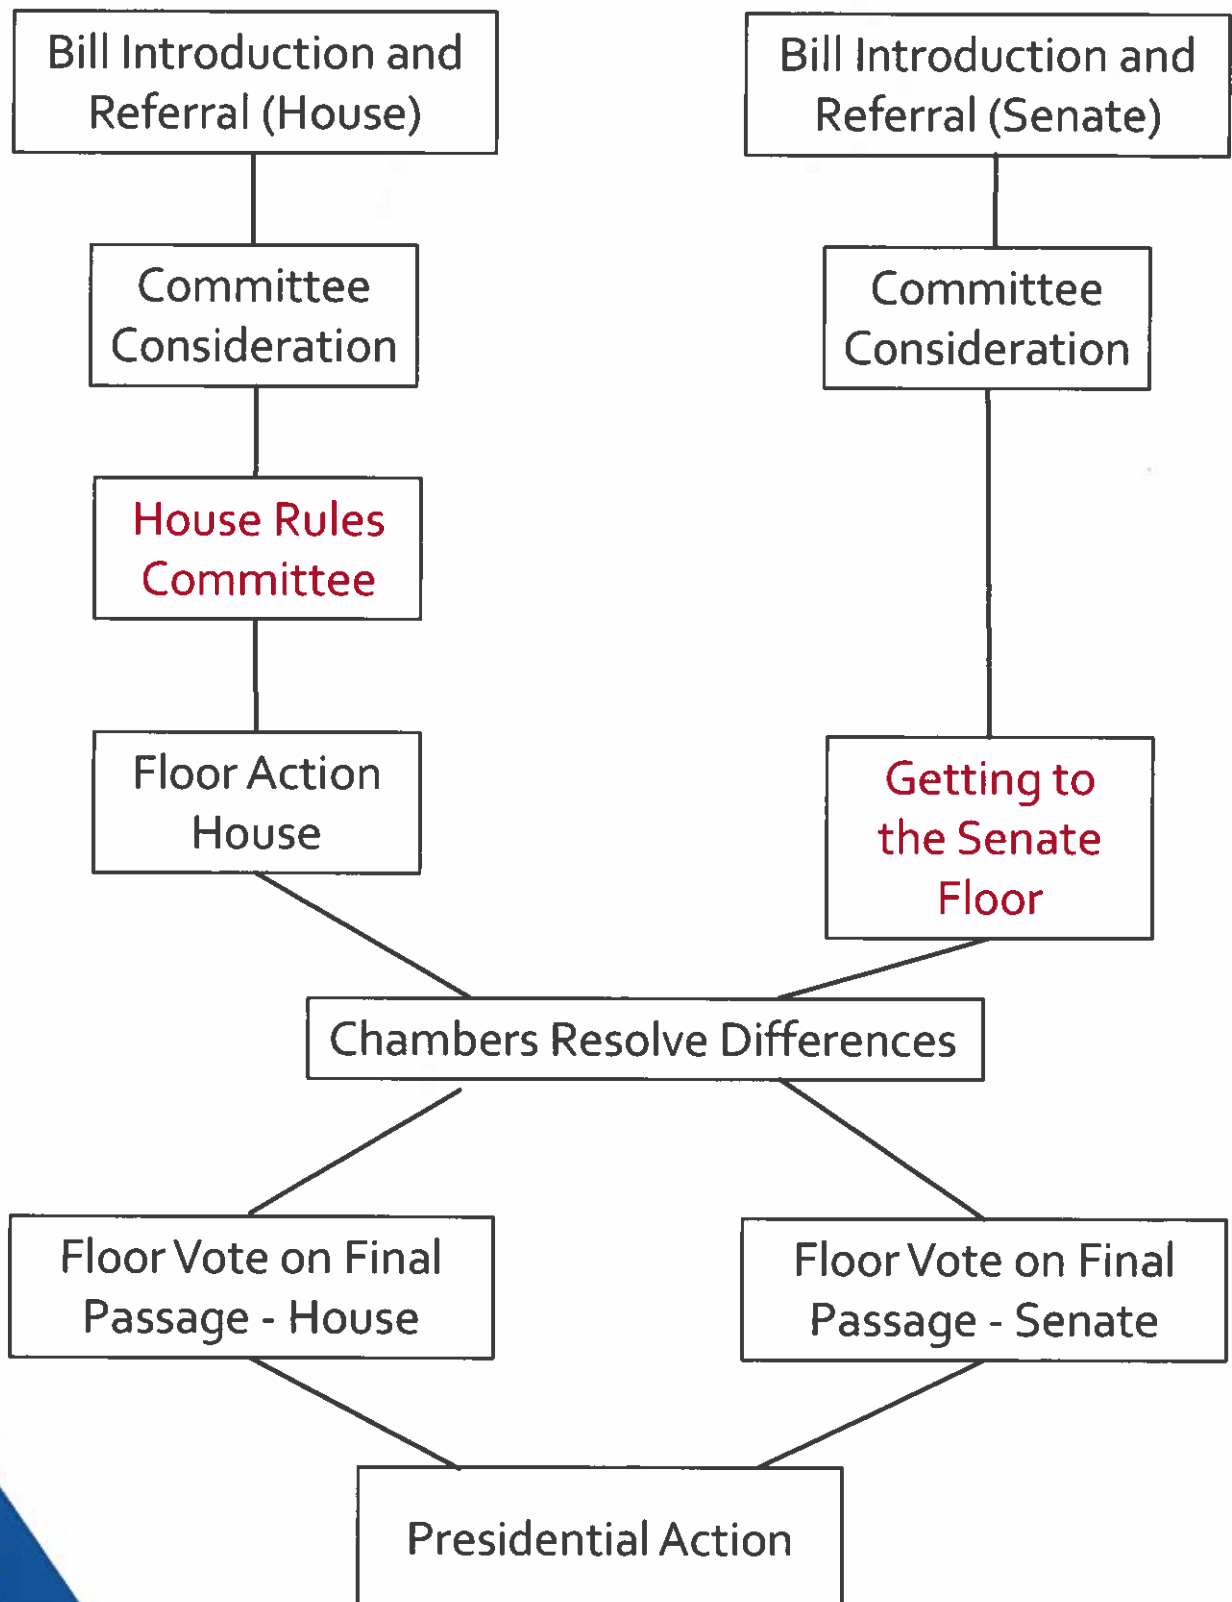 Bill Introduction and
Referral (House)
Bill Introduction and
Referral (Senate)
Committee
Consideration
Committee
Consideration
House Rules
Committee
Floor Action
House
Getting to
the Senate
Floor
Chambers Resolve Differences
Floor Vote on Final
Passage - House
Floor Vote on Final
Passage - Senate
Presidential Action